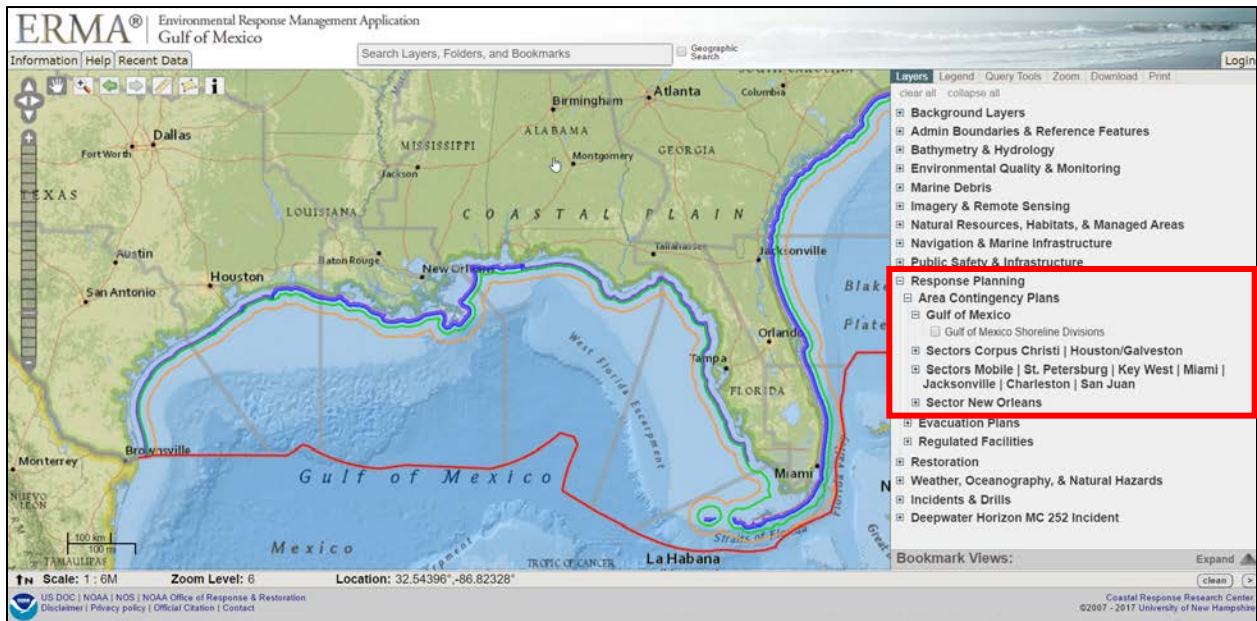 ERMA® Environmental Response Management Application
Gulf of Mexico
Search Layers, Folders, and Bookmarks
Geographic Search
Information Help Recent Data
Login
Layers Legend Query Tools Zoom Download Print
clear all collapse all
Background Layers
Admin Boundaries & Reference Features
Bathymetry & Hydrology
Environmental Quality & Monitoring
Marine Debris
Imagery & Remote Sensing
Natural Resources, Habitats, & Managed Areas
Navigation & Marine Infrastructure
Public Safety & Infrastructure
Response Planning
Area Contingency Plans
Gulf of Mexico
Gulf of Mexico Shoreline Divisions
Sectors Corpus Christi | Houston/Galveston
Sectors Mobile | St. Petersburg | Key West | Miami |
Jacksonville | Charleston | San Juan
Sector New Orleans
Evacuation Plans
Regulated Facilities
Restoration
Weather, Oceanography, & Natural Hazards
Incidents & Drills
Deepwater Horizon MC 252 Incident
Bookmark Views:
Expand
SOUTH CAROLINA
Birmingham
Atlanta
Columbia
Dallas
Fort Worth
ALABAMA
MISSISSIPPI
Montgomery
GEORGIA
Jackson
TEXAS
LOUISIANA
COASTAL PLAIN
Austin
Baton Rouge
New Orleans
Tallahassee
Jacksonville
Houston
San Antonio
Blake
Plate
Orlando
Tampa
FLORIDA
West Florida Escarpment
Brownsville
Monterrey
Gulf of Mexico
Miami
Florida Valley
NUEVO
LEÓN
N
100 km
100 mi
TAMAULIPAS
Mexico
Straits of Florida
TROPIC OF CANCER
La Habana
Great
N Scale: 1 : 6M
Zoom Level: 6
Location: 32.54396°,-86.82328°
clean >
US DOC | NOAA | NOS | NOAA Office of Response & Restoration
Disclaimer | Privacy policy | Official Citation | Contact
Coastal Response Research Center
©2007 - 2017 University of New Hampshire